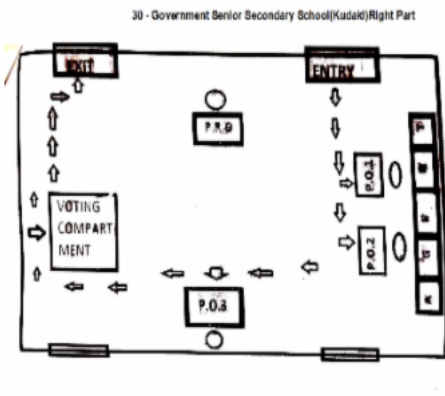 30 - Government Senior Secondary School(Kudaki)Right Part
EXIT
ENTRY
P.R.O
P.O.1
VOTING
COMPART
MENT
P.O.2
P.O.3